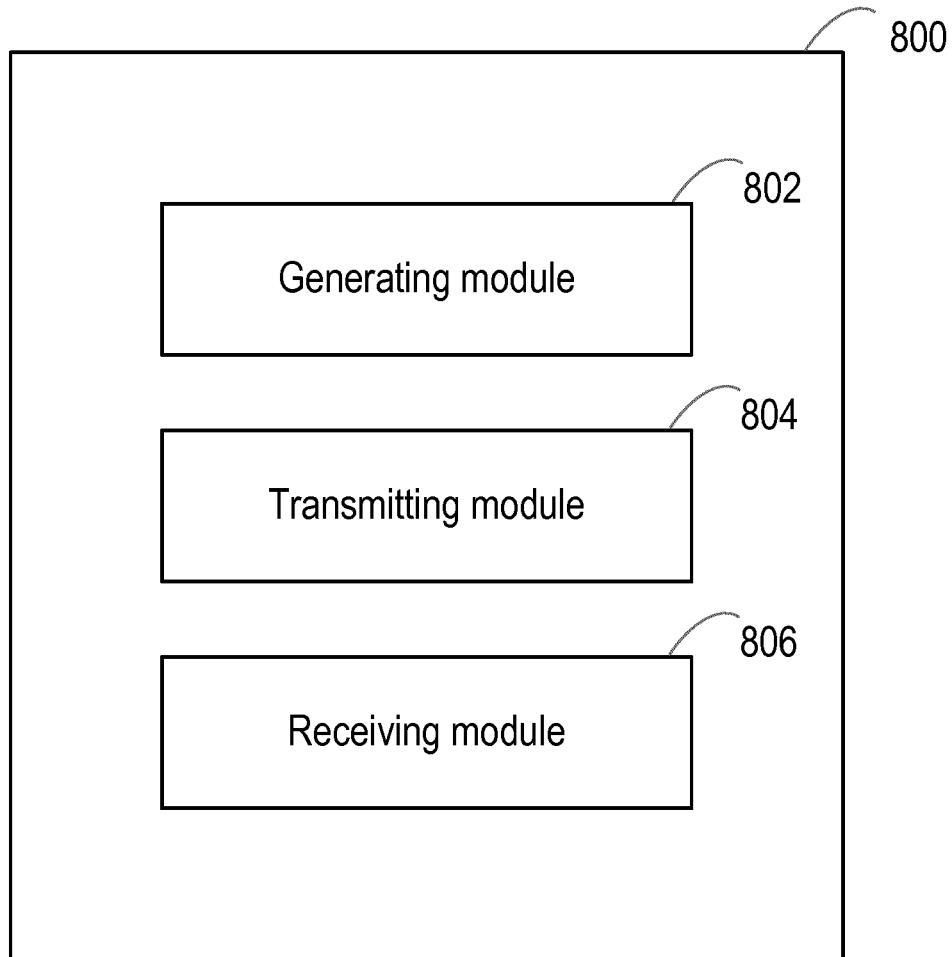 800
802
Generating module
804
Transmitting module
806
Receiving module